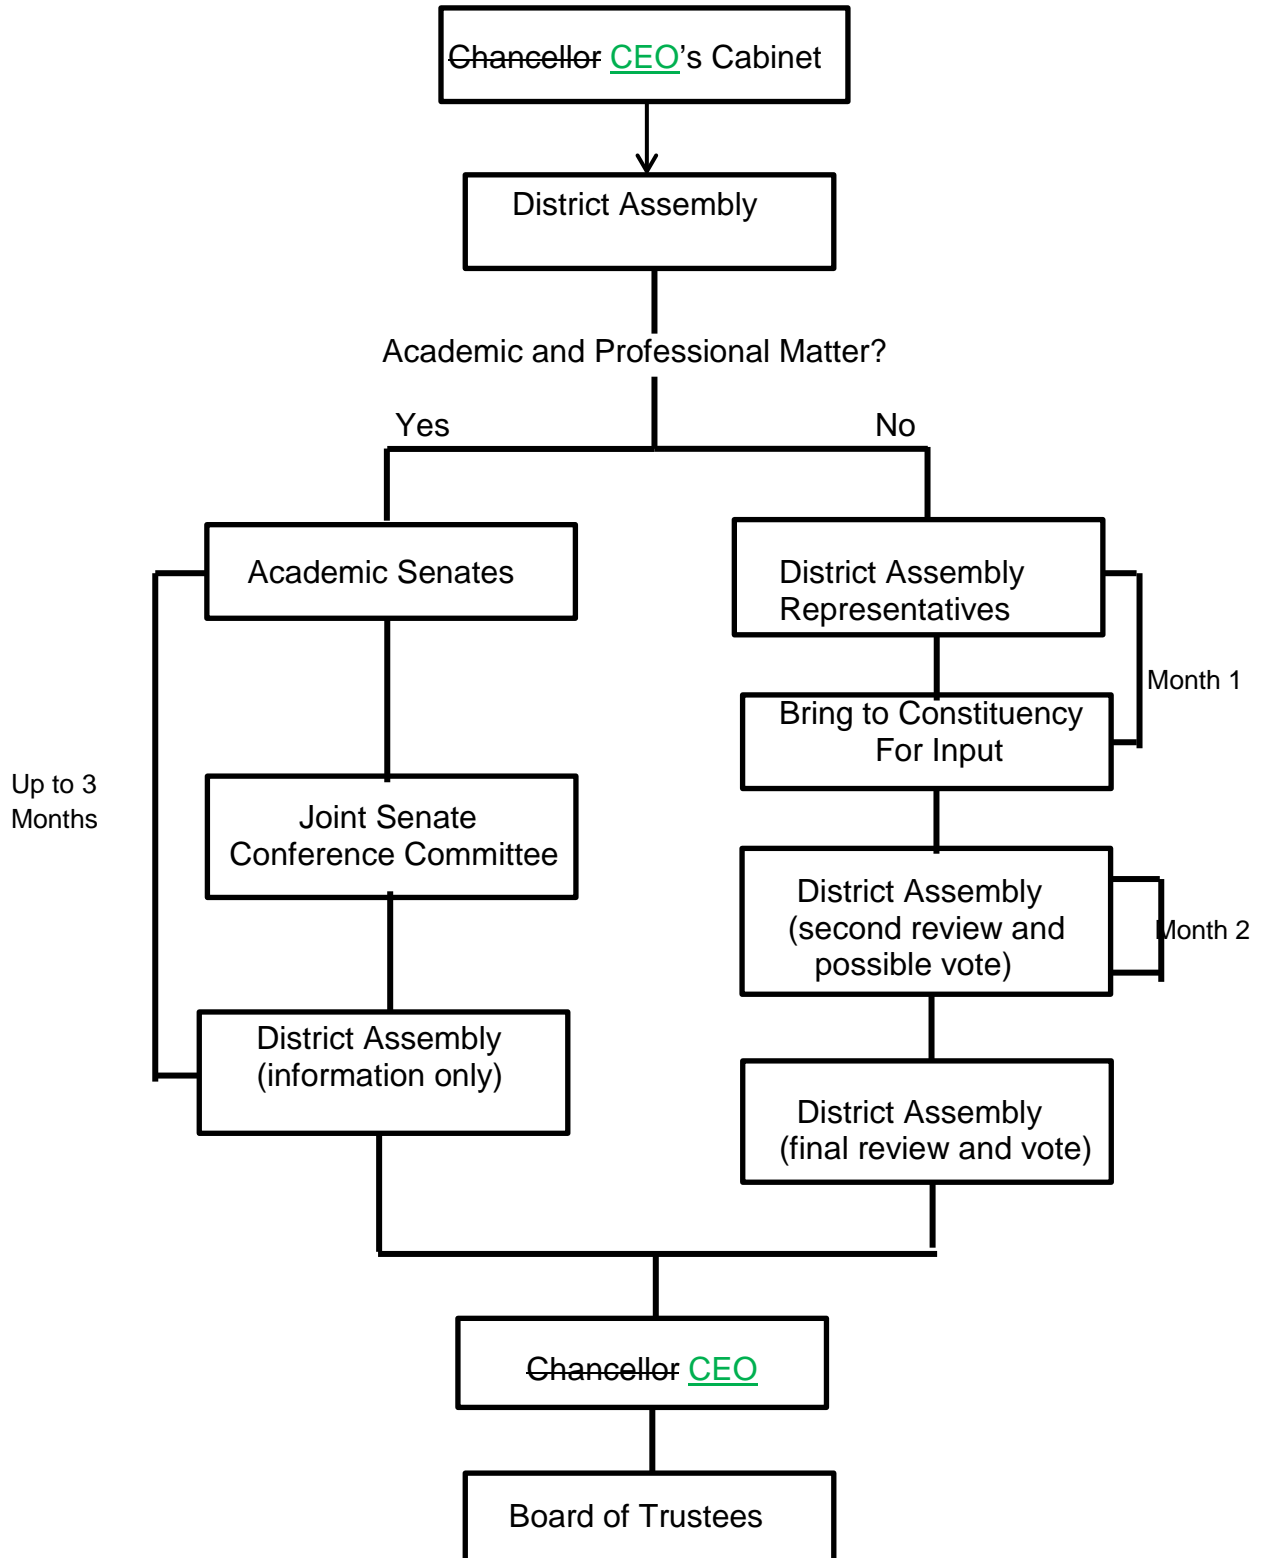 Chancellor CEO's Cabinet
District Assembly
Academic and Professional Matter?
Yes
No
Academic Senates
District Assembly
Representatives
Month 1
Bring to Constituency
For Input
Up to 3
Months
Joint Senate
Conference Committee
District Assembly
(second review and
possible vote)
Month 2
District Assembly
(information only)
District Assembly
(final review and vote)
Chancellor CEO
Board of Trustees